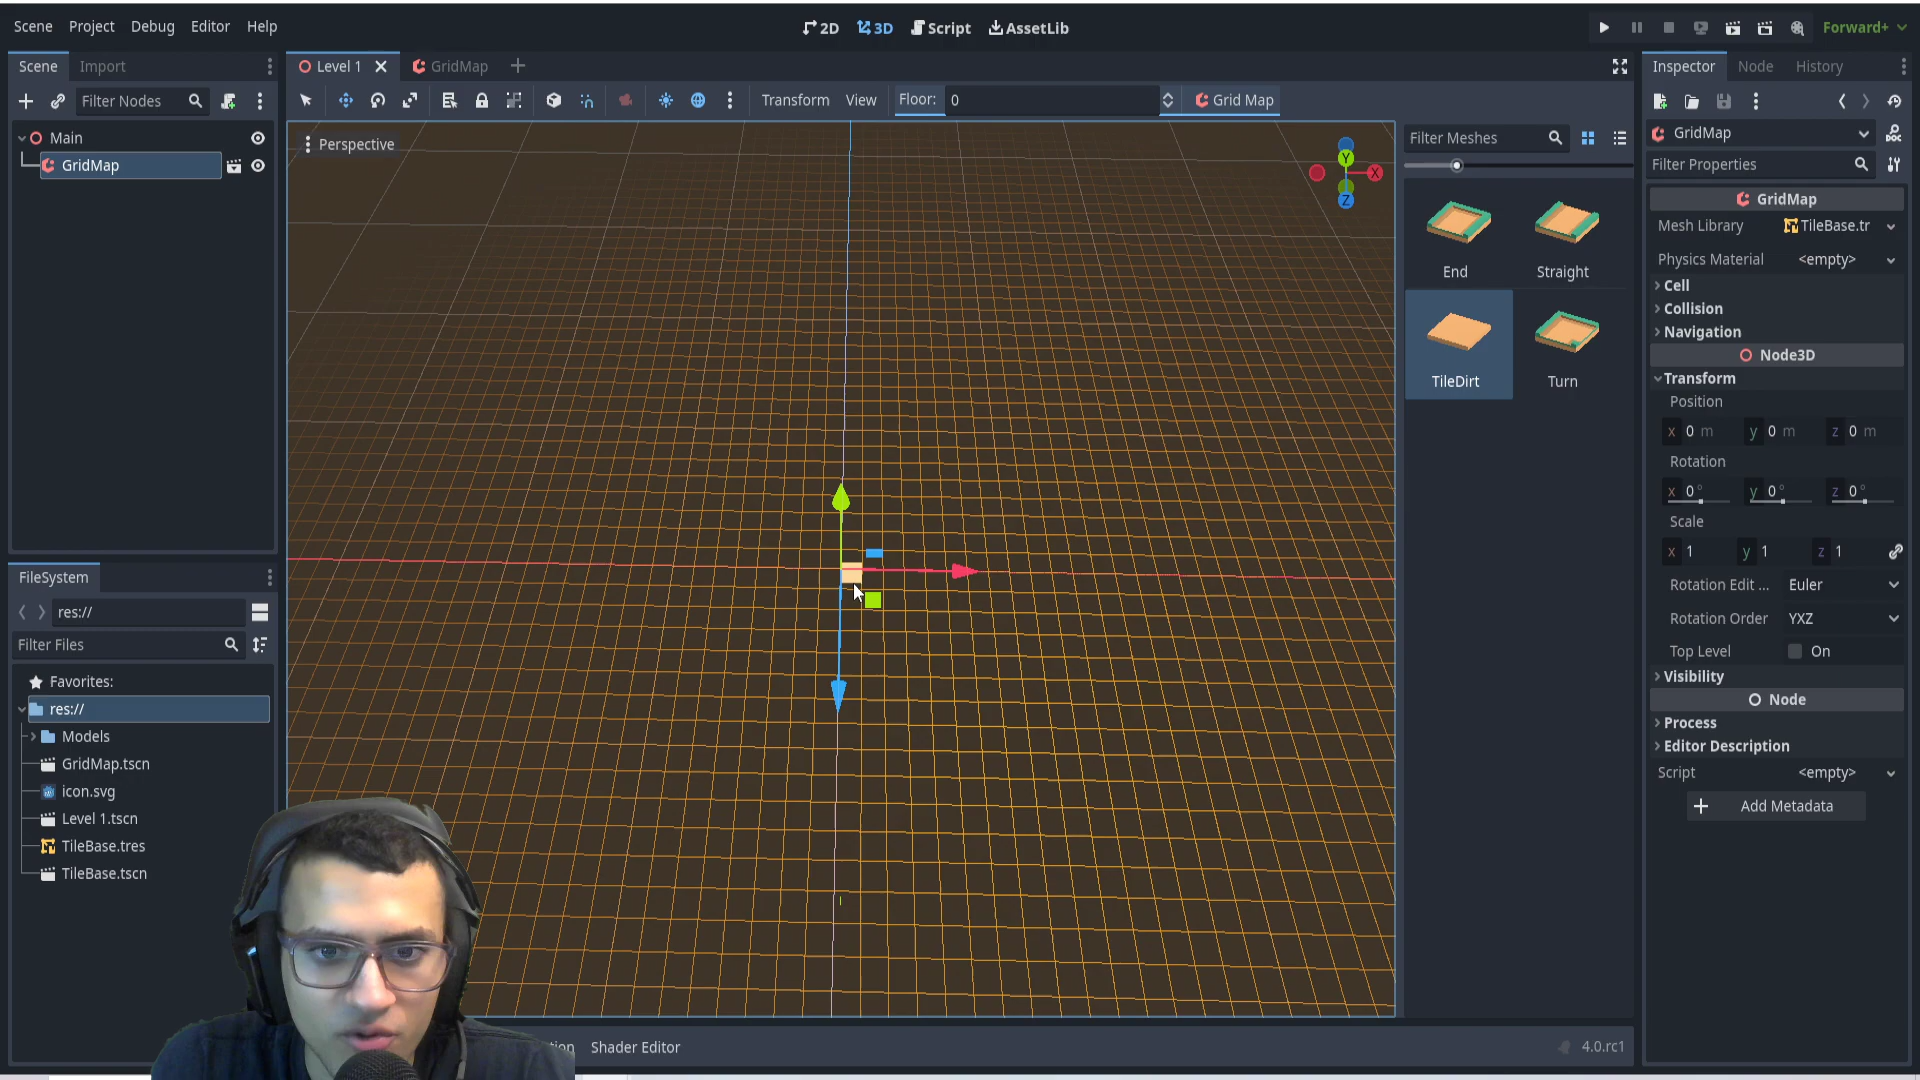 Scene Project Debug Editor Help
2D 3D Script AssetLib
Forward+
Scene Import
Filter Nodes
Main
GridMap
Level 1 GridMap
Transform View Floor: 0 Grid Map
Perspective
Y
X
Z
Filter Meshes
End Straight
TileDirt Turn
FileSystem
res://
Filter Files
Favorites:
res://
Models
GridMap.tscn
icon.svg
Level 1.tscn
TileBase.tres
TileBase.tscn
tion Shader Editor
4.0.rc1
Inspector Node History
GridMap
Filter Properties
GridMap
Mesh Library TileBase.tr
Physics Material <empty>
Cell
Collision
Navigation
Node3D
Transform
Position
x 0 m y 0 m z 0 m
Rotation
x 0 ° y 0 ° z 0 °
Scale
x 1 y 1 z 1
Rotation Edit ... Euler
Rotation Order YXZ
Top Level On
Visibility
Node
Process
Editor Description
Script <empty>
Add Metadata